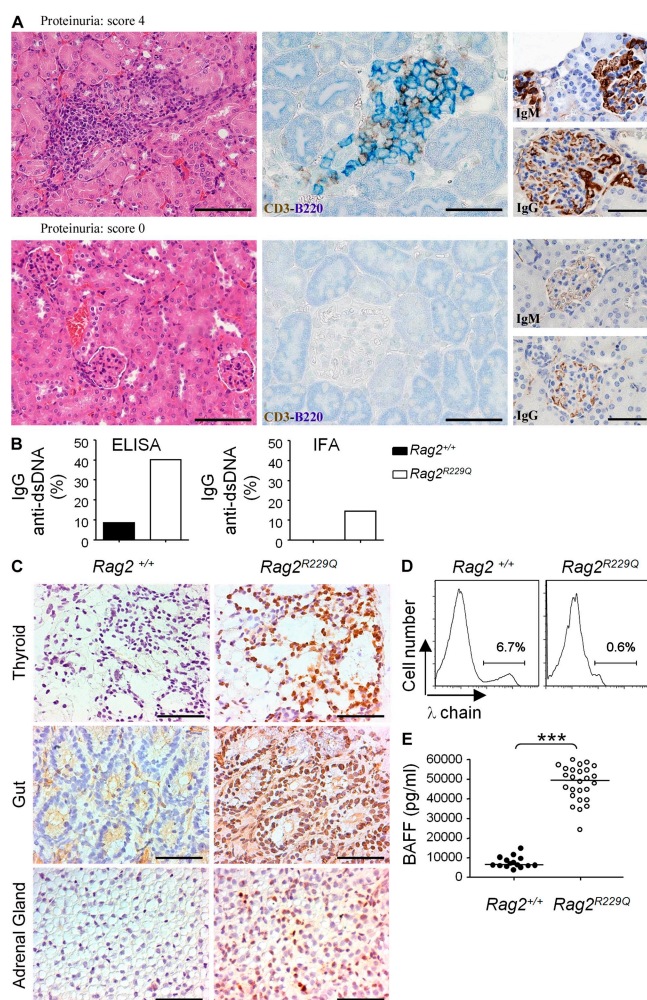 A Proteinuria: score 4
CD3-B220
IgM
IgG
Proteinuria: score 0
CD3-B220
IgM
IgG
B
ELISA
IgG
anti-dsDNA
(%)
50
40
30
20
10
0
IFA
IgG
anti-dsDNA
(%)
50
40
30
20
10
0
Rag2+/+
Rag2R229Q
C Rag2 +/+ Rag2R229Q
Thyroid
Gut
Adrenal Gland
D Rag2 +/+ Rag2R229Q
Cell number
6.7%
0.6%
λ chain
E
***
BAFF (pg/ml)
60000
50000
40000
30000
20000
10000
0
Rag2+/+ Rag2R229Q